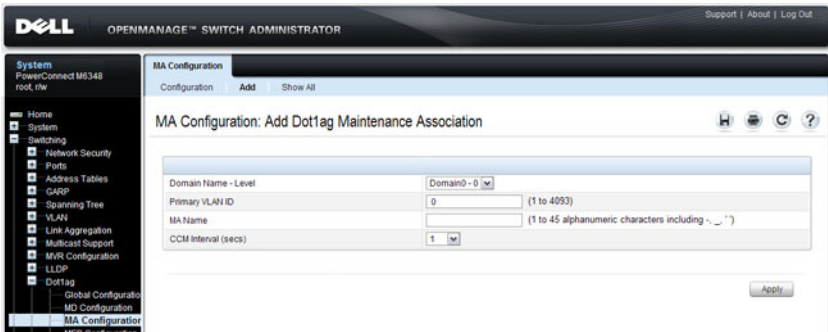 Support | About | Log Out
DELL OPENMANAGE™ SWITCH ADMINISTRATOR
System
PowerConnect M6348
root, r/w
MA Configuration
Configuration Add Show All
Home
System
Switching
Network Security
Ports
Address Tables
GARP
Spanning Tree
VLAN
Link Aggregation
Multicast Support
MVR Configuration
LLDP
Dot1ag
Global Configuratio
MD Configuration
MA Configuration
MA Configuration: Add Dot1ag Maintenance Association
?
Domain Name - Level Domain0 - 0
Primary VLAN ID 0 (1 to 4093)
MA Name (1 to 45 alphanumeric characters including -, _, ' ')
CCM Interval (secs) 1
Apply